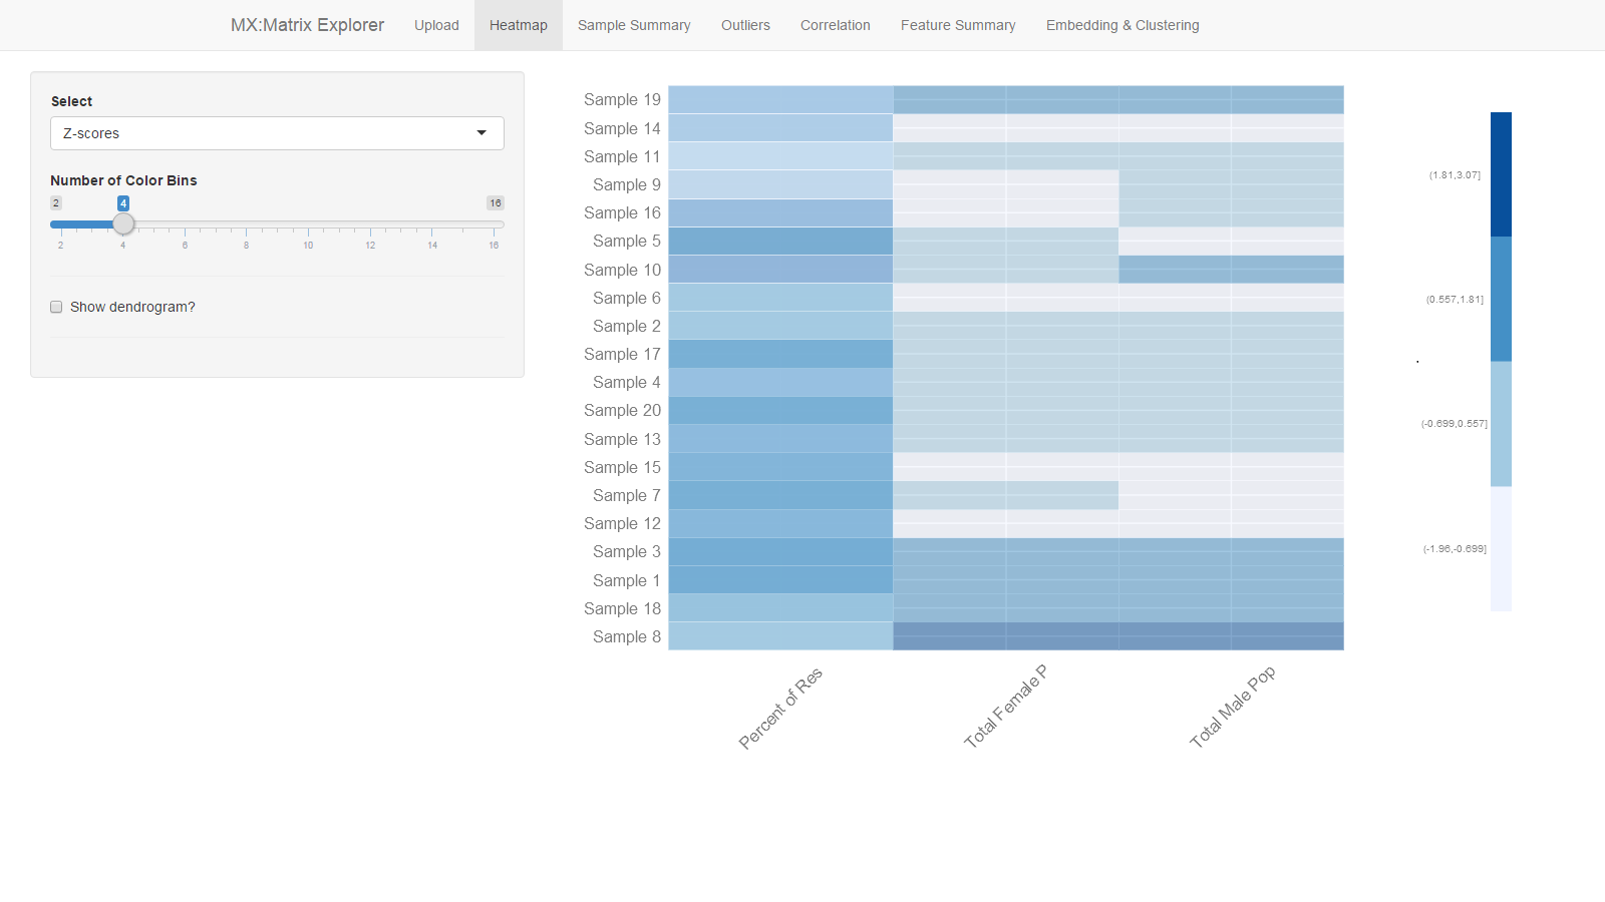 MX:Matrix Explorer Upload Heatmap Sample Summary Outliers Correlation Feature Summary Embedding & Clustering
Select
Z-scores
Number of Color Bins
2 4 16
2 4 6 8 10 12 14 16
Show dendrogram?
Sample 19
Sample 14
Sample 11
Sample 9
Sample 16
Sample 5
Sample 10
Sample 6
Sample 2
Sample 17
Sample 4
Sample 20
Sample 13
Sample 15
Sample 7
Sample 12
Sample 3
Sample 1
Sample 18
Sample 8
Percent of Res
Total Female P
Total Male Pop
(1.81,3.07]
(0.557,1.81]
.
(-0.699,0.557]
(-1.96,-0.699]